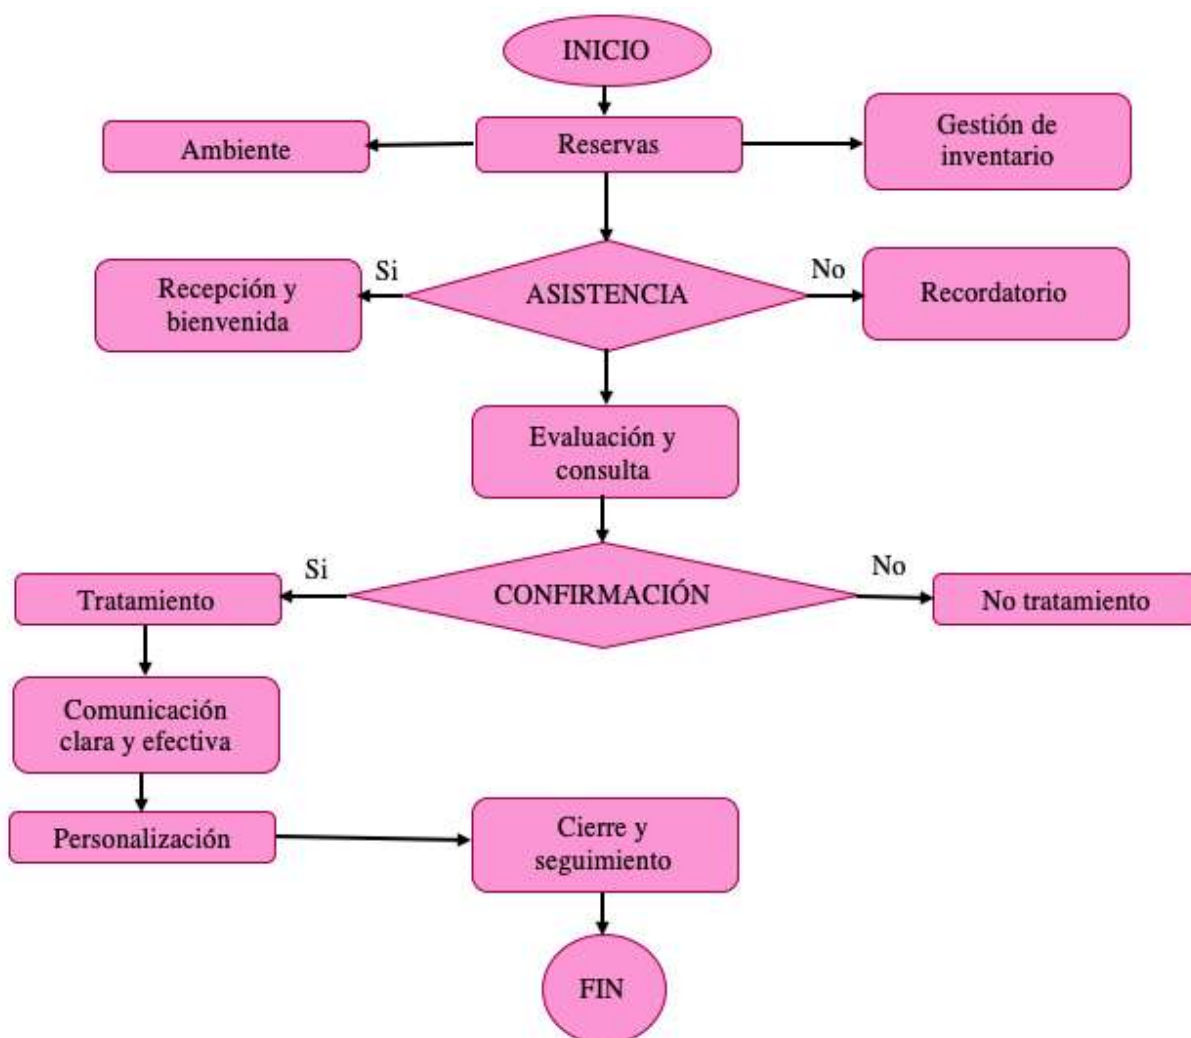 INICIO
Ambiente
Reservas
Gestión de
inventario
Si
No
Recepción y
bienvenida
ASISTENCIA
Recordatorio
Evaluación y
consulta
Si
No
Tratamiento
CONFIRMACIÓN
No tratamiento
Comunicación
clara y efectiva
Personalización
Cierre y
seguimiento
FIN